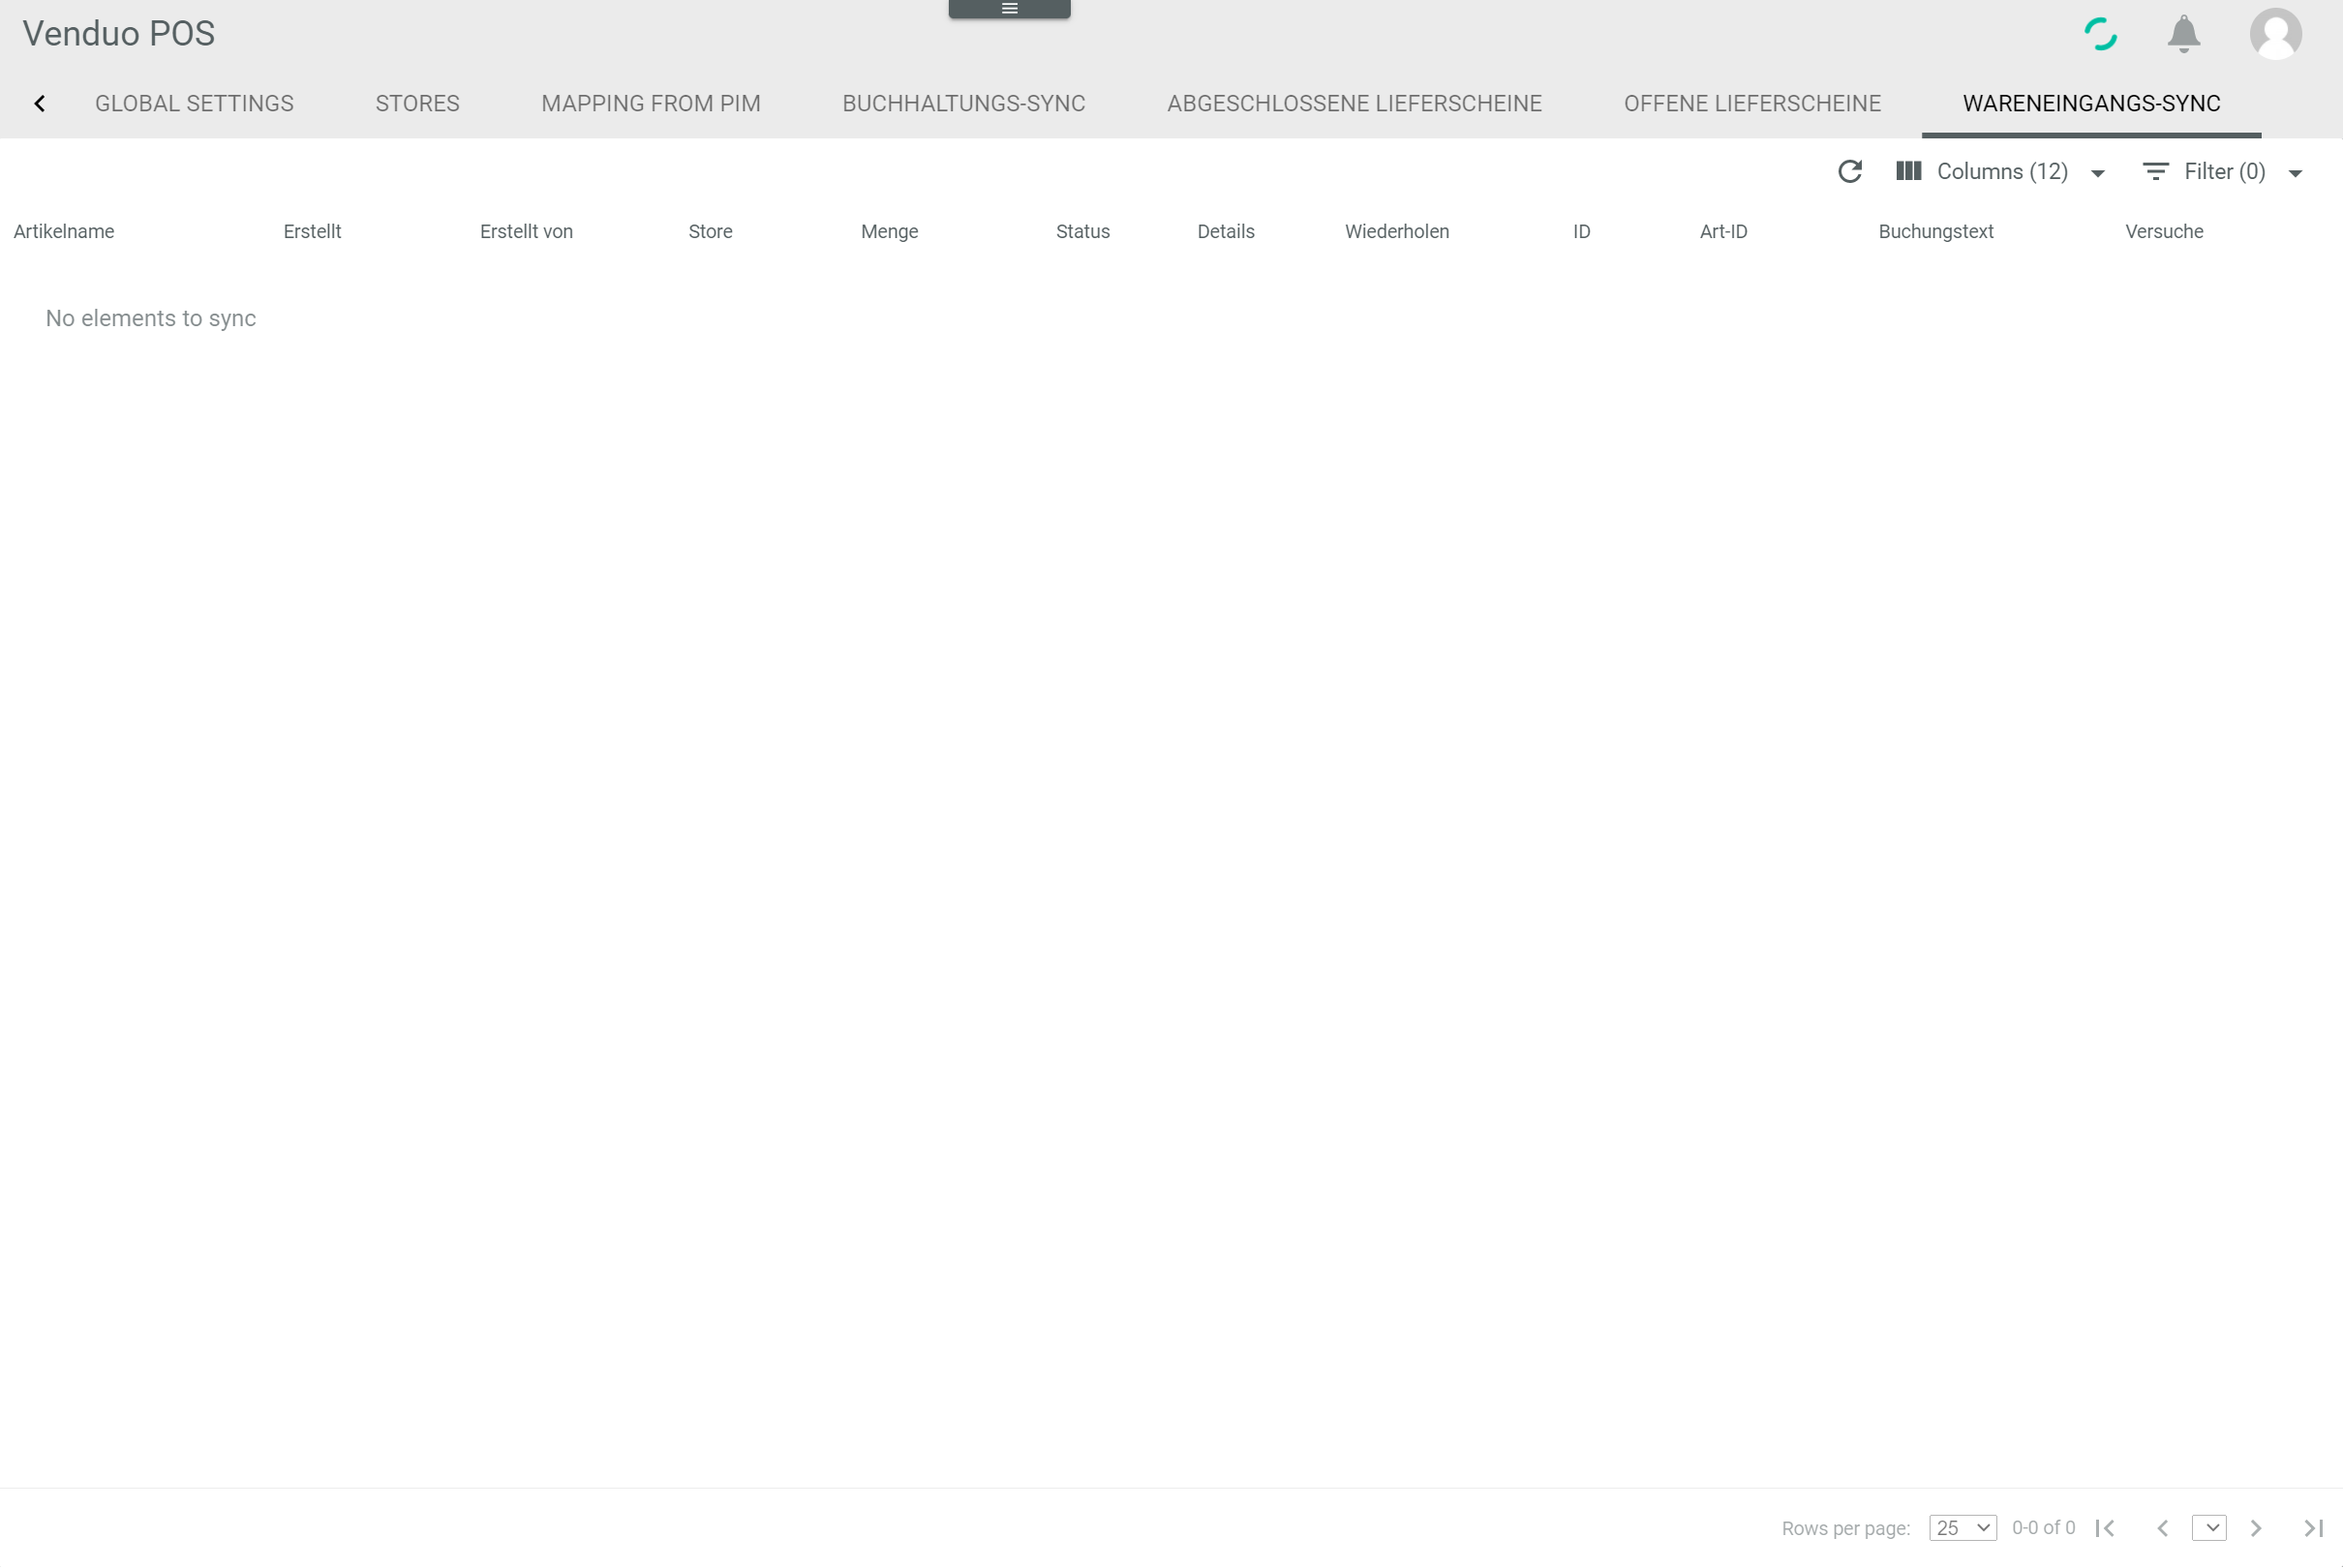 Venduo POS
GLOBAL SETTINGS STORES MAPPING FROM PIM BUCHHALTUNGS-SYNC ABGESCHLOSSENE LIEFERSCHEINE OFFENE LIEFERSCHEINE WARENEINGANGS-SYNC
Columns (12) Filter (0)
Artikelname Erstellt Erstellt von Store Menge Status Details Wiederholen ID Art-ID Buchungstext Versuche
No elements to sync
Rows per page: 25 0-0 of 0